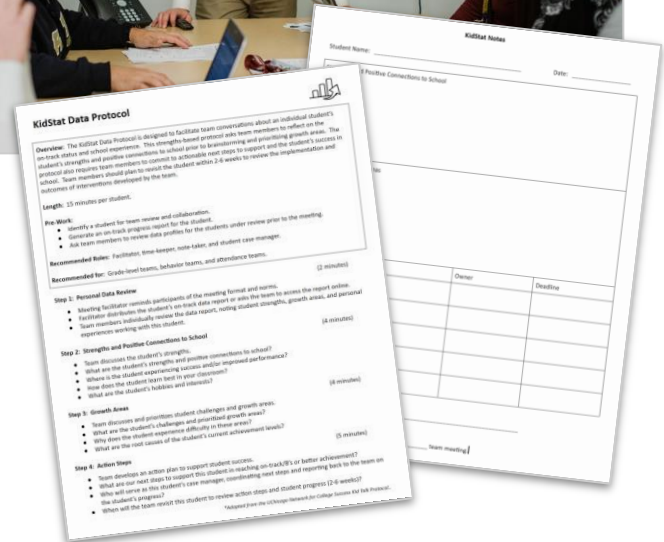 KidStat Data Protocol
Overview: The KidStat Data Protocol is designed to facilitate team conversations about an individual student's
on-track status and school experience. This strengths-based protocol asks team members to reflect on the
student's strengths and positive connections to school prior to brainstorming and prioritizing growth areas. The
protocol also requires team members to commit to actionable next steps to support and the student's success in
school. Team members should plan to revisit the student within 2-6 weeks to review the implementation and
outcomes of interventions developed by the team.
Length: 15 minutes per student.
Pre-Work:
• Identify a student for team review and collaboration.
• Generate an on-track progress report for the student.
• Ask team members to review data profiles for the students under review prior to the meeting.
Recommended Roles: Facilitator, time-keeper, note-taker, and student case manager.
Recommended for: Grade-level teams, behavior teams, and attendance teams.
Step 1: Personal Data Review (2 minutes)
• Meeting facilitator reminds participants of the meeting format and norms.
• Facilitator distributes the student's on-track data report or asks the team to access the report online.
• Team members individually review the data report, noting student strengths, growth areas, and personal
experiences working with this student.
Step 2: Strengths and Positive Connections to School (4 minutes)
• Team discusses the student's strengths.
• What are the student's strengths and positive connections to school?
• Where is the student experiencing success and/or improved performance?
• How does the student learn best in your classroom?
• What are the student's hobbies and interests?
Step 3: Growth Areas (4 minutes)
• Team discusses and prioritizes student challenges and growth areas.
• What are the student's challenges and prioritized growth areas?
• Why does the student experience difficulty in these areas?
• What are the root causes of the student's current achievement levels?
Step 4: Action Steps (5 minutes)
• Team develops an action plan to support student success.
• What are our next steps to support this student in reaching on-track/B's or better achievement?
• Who will serve as this student's case manager, coordinating next steps and reporting back to the team on
the student's progress?
• When will the team revisit this student to review action steps and student progress (2-6 weeks)?
*Adapted from the UChicago Network for College Success Kid Talk Protocol.
KidStat Notes
Student Name: Date:
Positive Connections to School
Owner Deadline
team meeting